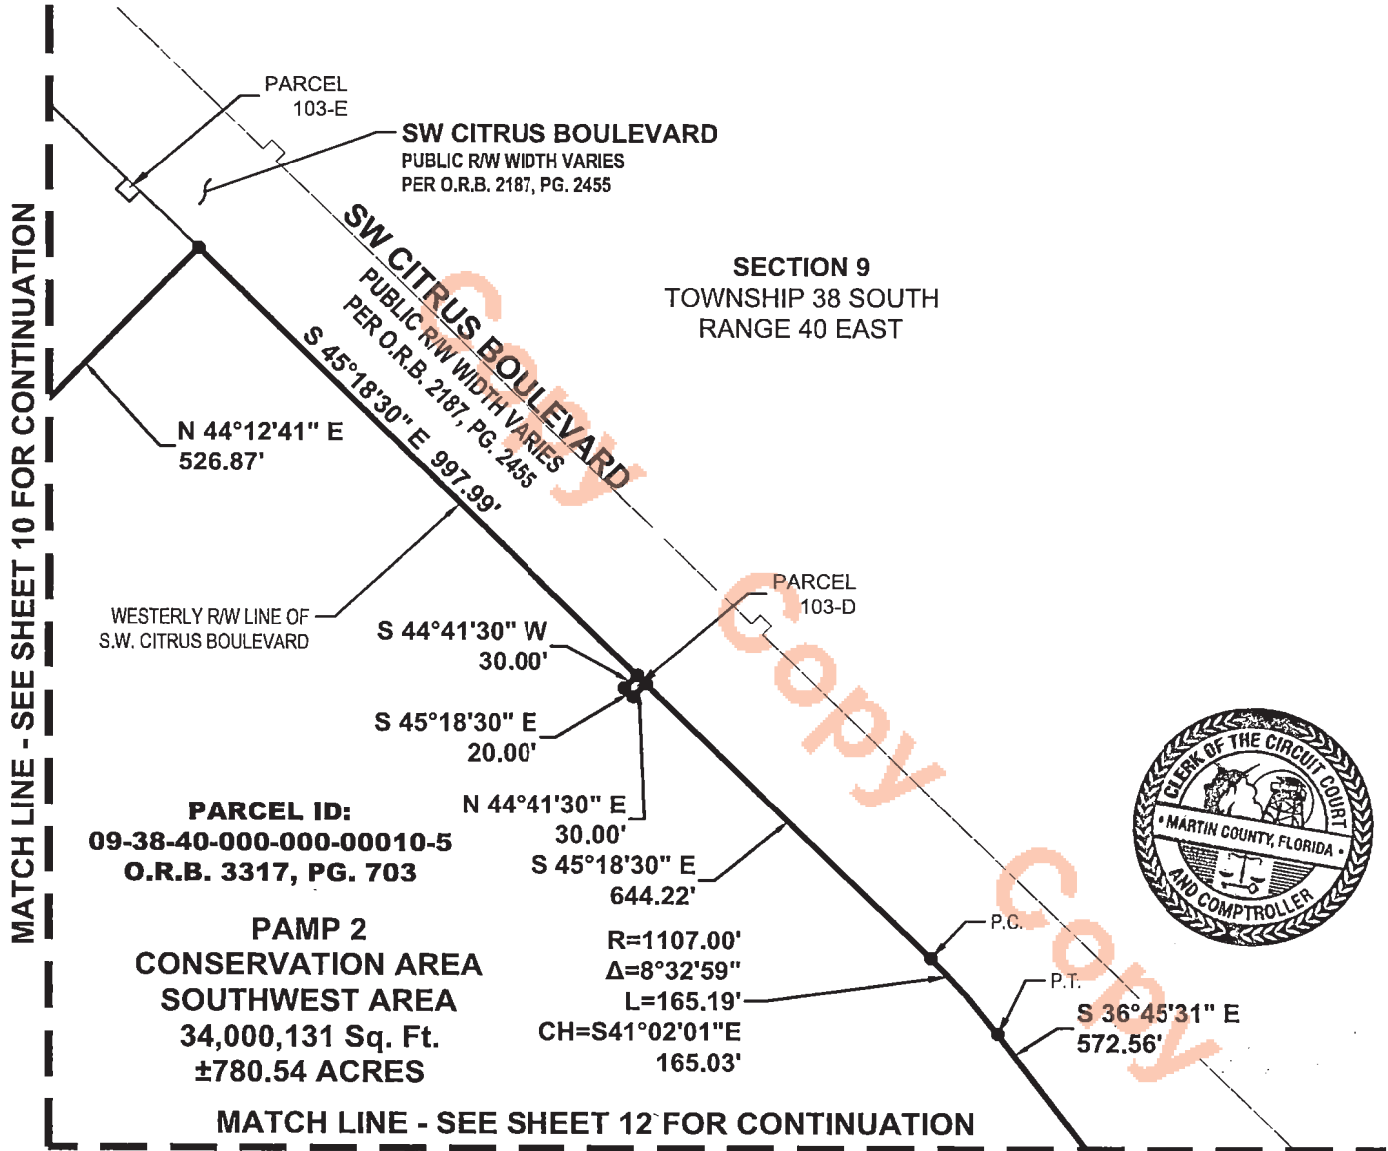 PARCEL
103-E
SW CITRUS BOULEVARD
PUBLIC R/W WIDTH VARIES
PER O.R.B. 2187, PG. 2455
SW CITRUS BOULEVARD
PUBLIC R/W WIDTH VARIES
PER O.R.B. 2187, PG. 2455
SECTION 9
TOWNSHIP 38 SOUTH
RANGE 40 EAST
S 45°18'30" E 997.99'
N 44°12'41" E
526.87'
MATCH LINE - SEE SHEET 10 FOR CONTINUATION
WESTERLY R/W LINE OF
S.W. CITRUS BOULEVARD
PARCEL
103-D
S 44°41'30" W
30.00'
S 45°18'30" E
20.00'
N 44°41'30" E
30.00'
S 45°18'30" E
644.22'
PARCEL ID:
09-38-40-000-000-00010-5
O.R.B. 3317, PG. 703
PAMP 2
CONSERVATION AREA
SOUTHWEST AREA
34,000,131 Sq. Ft.
±780.54 ACRES
R=1107.00'
Δ=8°32'59"
L=165.19'
CH=S41°02'01"E
165.03'
P.C.
P.T.
S 36°45'31" E
572.56'
MATCH LINE - SEE SHEET 12 FOR CONTINUATION
CLERK OF THE CIRCUIT COURT
• MARTIN COUNTY, FLORIDA •
AND COMPTROLLER
Copy
Copy
Copy